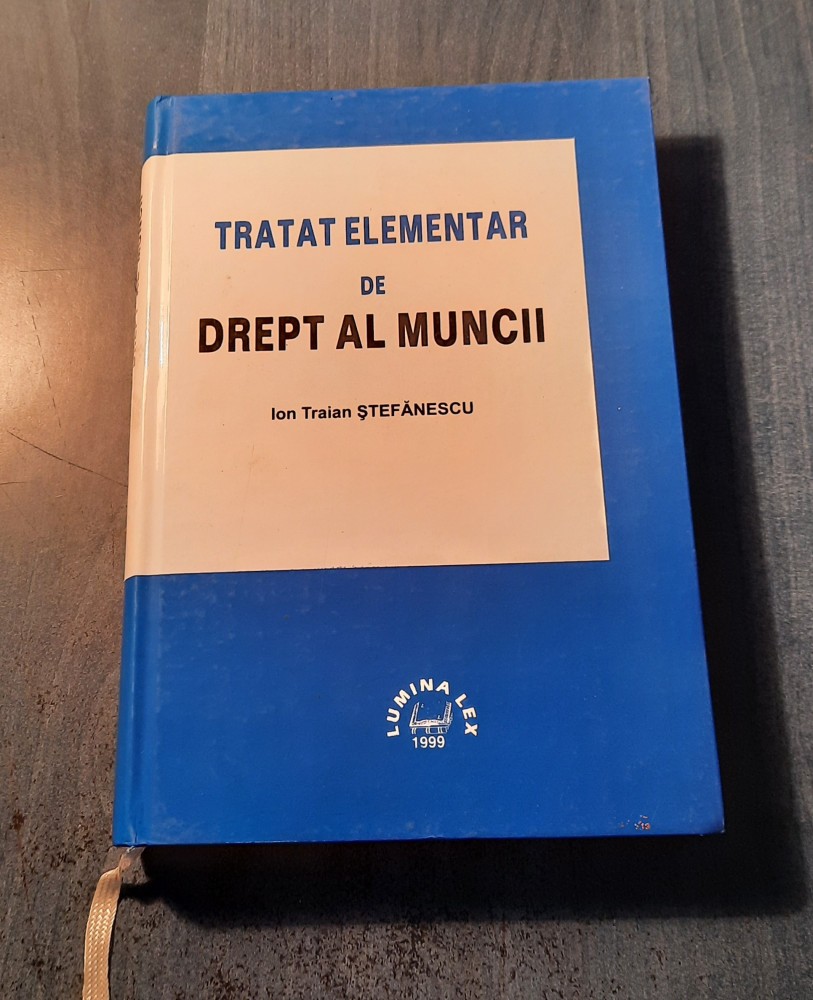 TRATAT ELEMENTAR
DE
DREPT AL MUNCII
Ion Traian ŞTEFĂNESCU
LUMINA LEX
1999